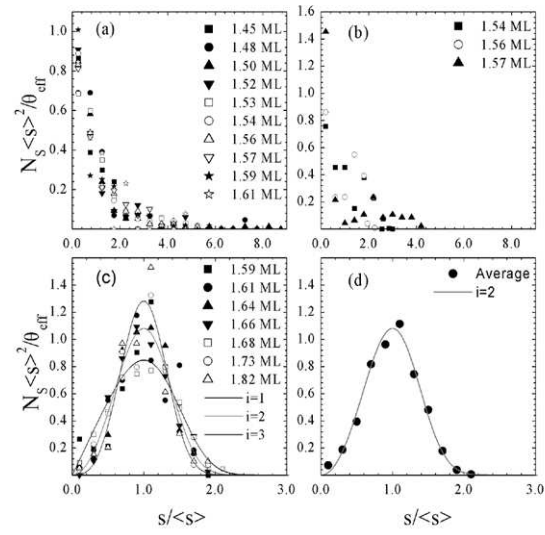 (a)
1.45 ML
1.48 ML
1.50 ML
1.52 ML
1.53 ML
1.54 ML
1.56 ML
1.57 ML
1.59 ML
1.61 ML
1.0
0.8
0.6
0.4
0.2
N_S<s>²/θ_eff
0.0 2.0 4.0 6.0 8.0
(b)
1.54 ML
1.56 ML
1.57 ML
1.6
1.4
1.2
1.0
0.8
0.6
0.4
0.2
0.0 2.0 4.0 6.0 8.0
(c)
1.59 ML
1.61 ML
1.64 ML
1.66 ML
1.68 ML
1.73 ML
1.82 ML
i=1
i=2
i=3
1.4
1.2
1.0
0.8
0.6
0.4
0.2
N_S<s>²/θ_eff
0.0 1.0 2.0 3.0
s/<s>
(d)
Average
i=2
1.4
1.2
1.0
0.8
0.6
0.4
0.2
0.0 1.0 2.0 3.0
s/<s>